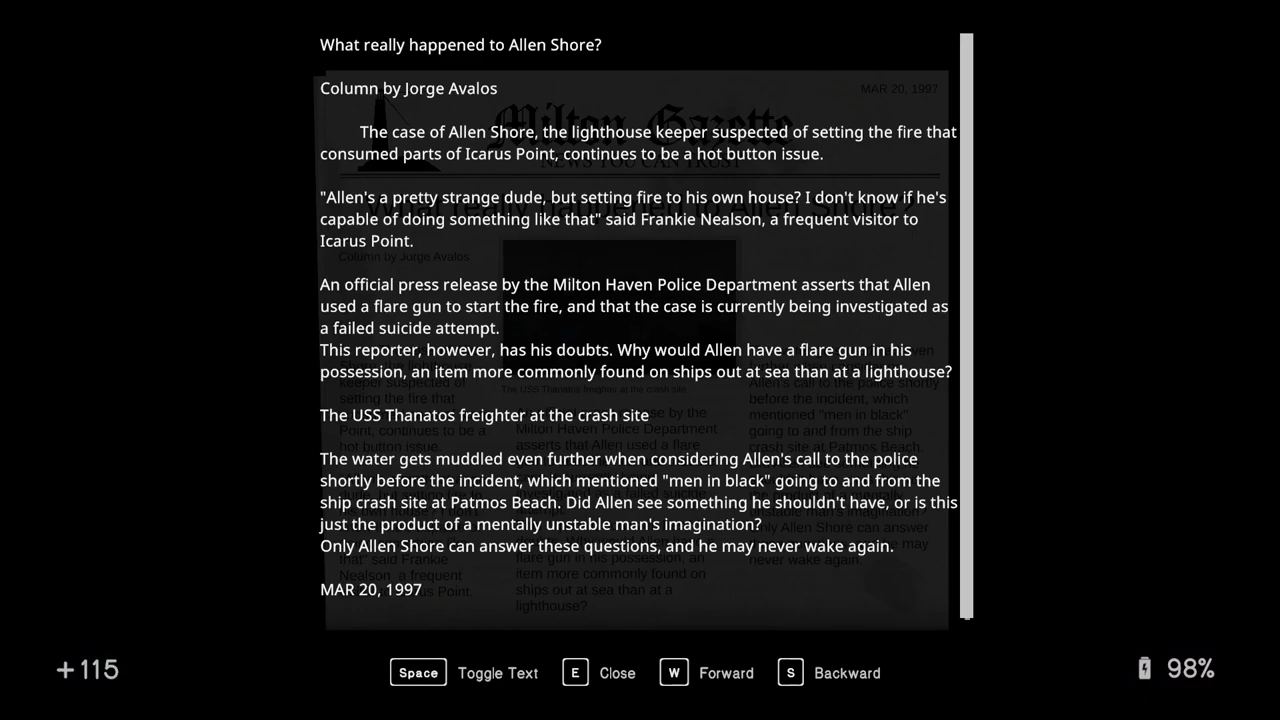 What really happened to Allen Shore?
Column by Jorge Avalos
MAR 20, 1997
Milton Gazette
NEWS YOU CAN TRUST
The case of Allen Shore, the lighthouse keeper suspected of setting the fire that
consumed parts of Icarus Point, continues to be a hot button issue.
"Allen's a pretty strange dude, but setting fire to his own house? I don't know if he's
capable of doing something like that" said Frankie Nealson, a frequent visitor to
Icarus Point.
An official press release by the Milton Haven Police Department asserts that Allen
used a flare gun to start the fire, and that the case is currently being investigated as
a failed suicide attempt.
This reporter, however, has his doubts. Why would Allen have a flare gun in his
possession, an item more commonly found on ships out at sea than at a lighthouse?
The USS Thanatos freighter at the crash site.
The water gets muddled even further when considering Allen's call to the police
shortly before the incident, which mentioned "men in black" going to and from the
ship crash site at Patmos Beach. Did Allen see something he shouldn't have, or is this
just the product of a mentally unstable man's imagination?
Only Allen Shore can answer these questions, and he may never wake again.
MAR 20, 1997
+115
Space Toggle Text E Close W Forward S Backward
98%